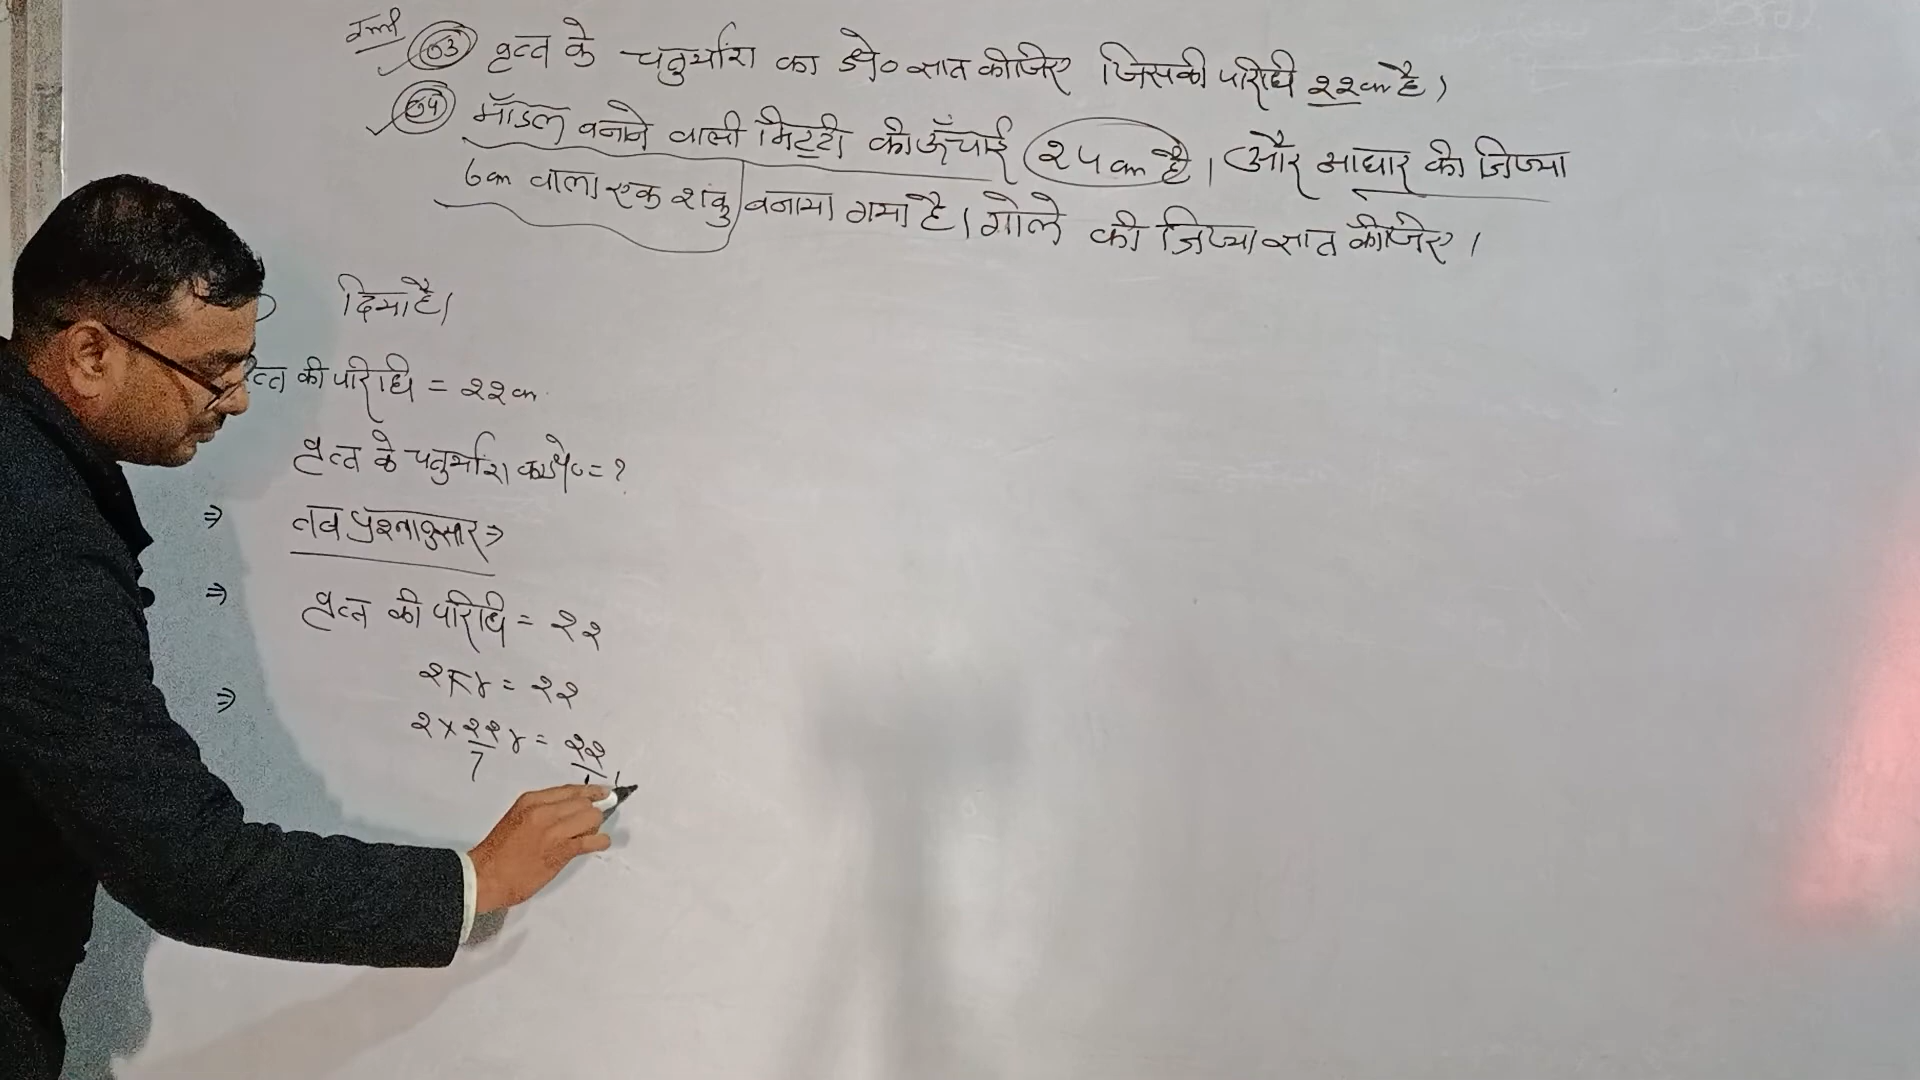 03 वृत्त के चतुर्थांश का क्षे० ज्ञात कीजिए जिसकी परिधि 22cm है।
04 मॉडल बनाने वाली मिट्टी की ऊँचाई 24cm है। और आधार की त्रिज्या
6cm वाला एक शंकु बनाया गया है। गोले की त्रिज्या ज्ञात कीजिए।
दिया है।
की परिधि = 22cm.
वृत्त के चतुर्थांश का क्षे० = ?
⇒ तब प्रश्नानुसार ⇒
⇒ वृत्त की परिधि = 22
2πr = 22
⇒
2 × 22/7 r = 22/1